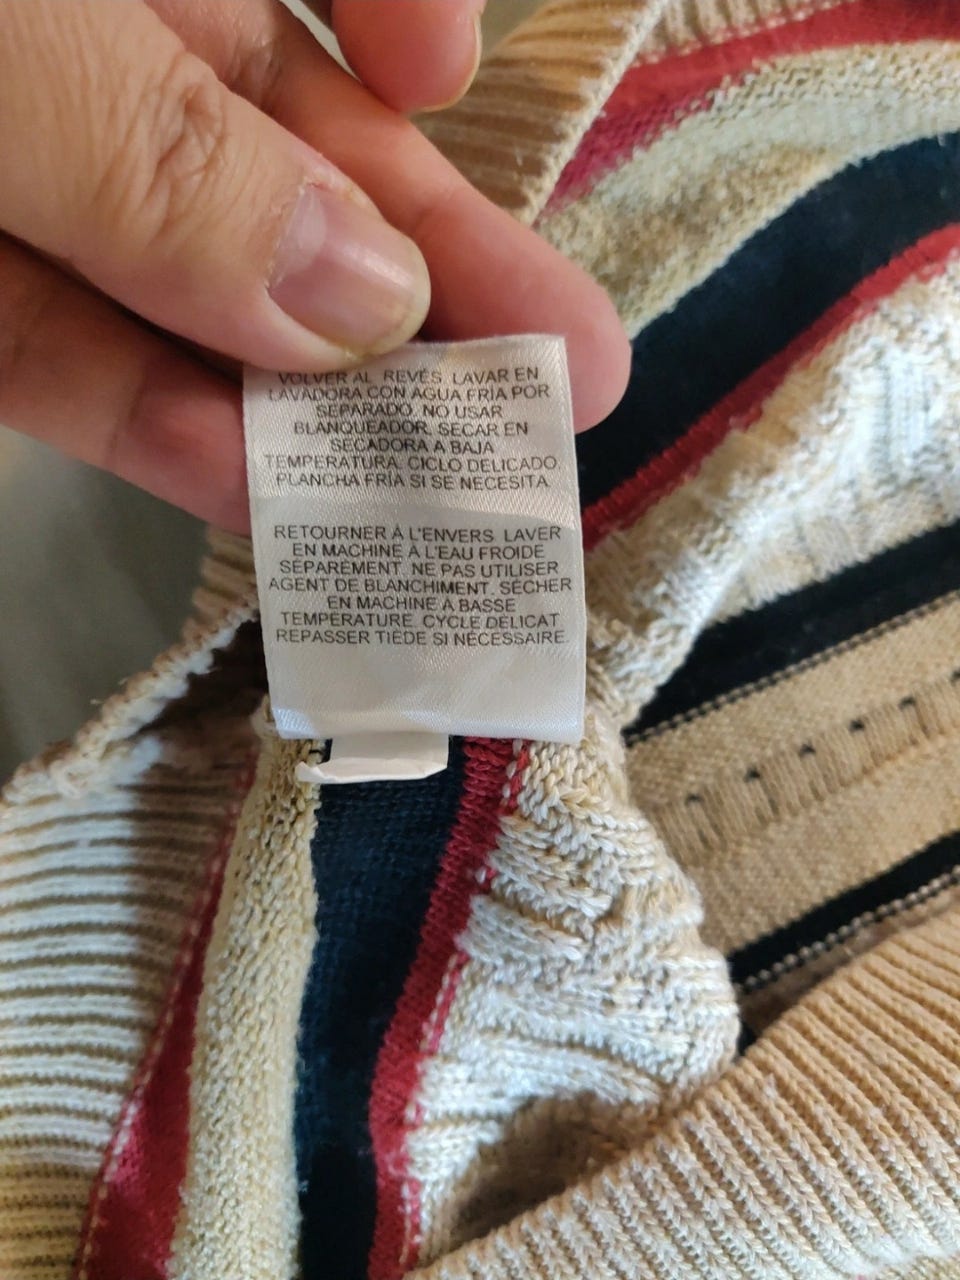 VOLVER AL REVÉS. LAVAR EN
LAVADORA CON AGUA FRÍA POR
SEPARADO. NO USAR
BLANQUEADOR. SECAR EN
SECADORA A BAJA
TEMPERATURA. CICLO DELICADO.
PLANCHA FRÍA SI SE NECESITA.
RETOURNER À L'ENVERS. LAVER
EN MACHINE À L'EAU FROIDE
SÉPARÉMENT. NE PAS UTILISER
AGENT DE BLANCHIMENT. SÉCHER
EN MACHINE A BASSE
TEMPÉRATURE. CYCLE DELICAT
REPASSER TIÈDE SI NÉCESSAIRE.